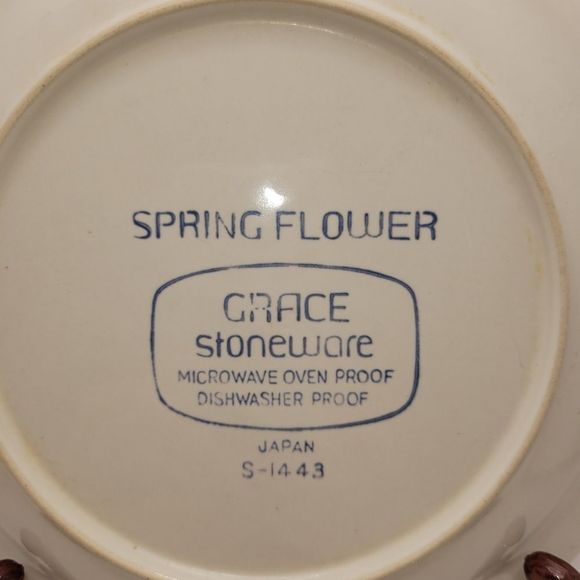 SPRING FLOWER
GRACE
stoneware
MICROWAVE OVEN PROOF
DISHWASHER PROOF
JAPAN
S-1443